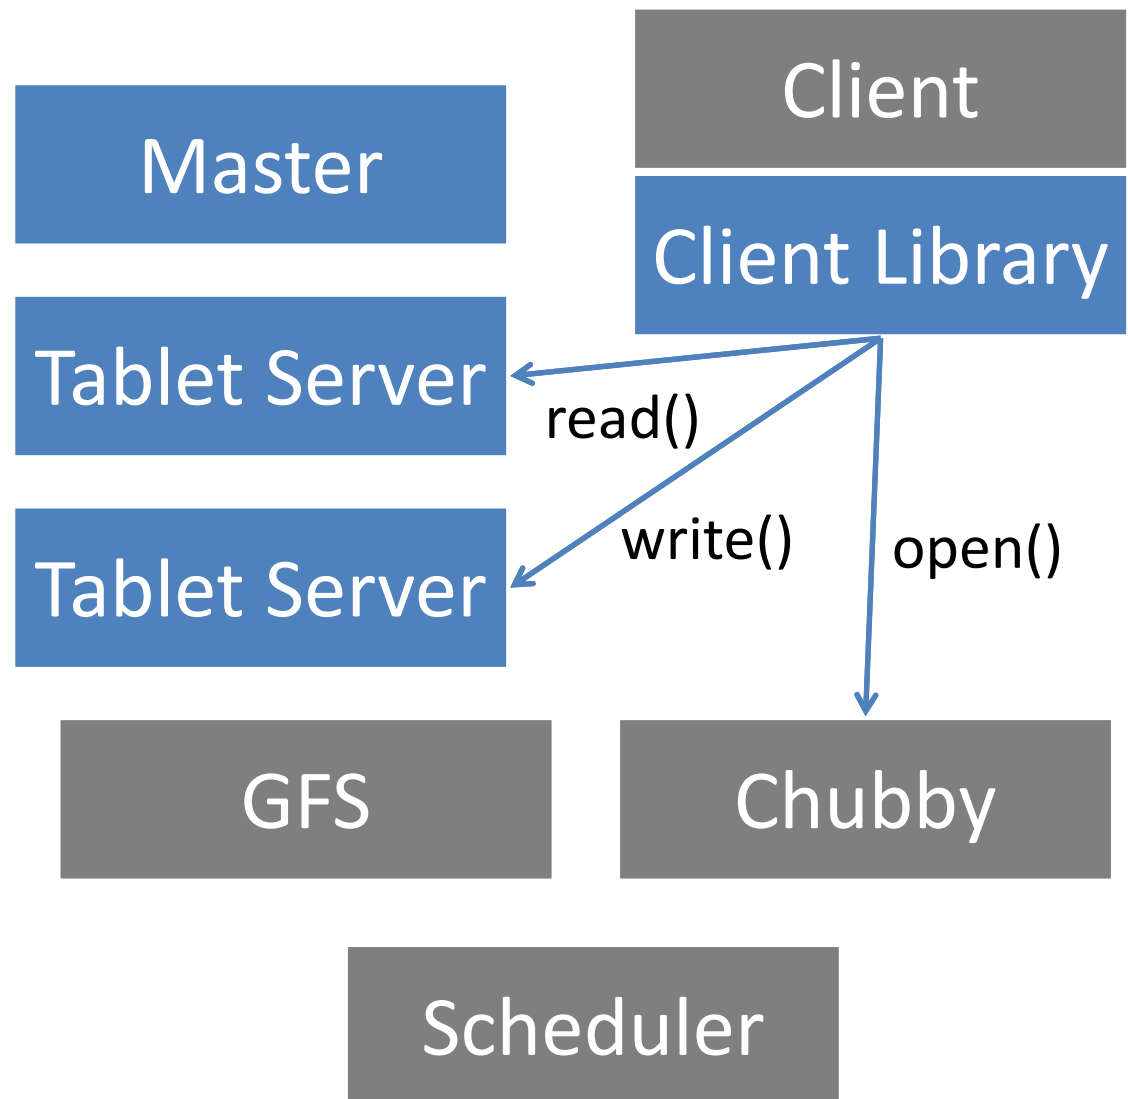 Client
Master
Client Library
Tablet Server
read()
write()
open()
Tablet Server
GFS
Chubby
Scheduler